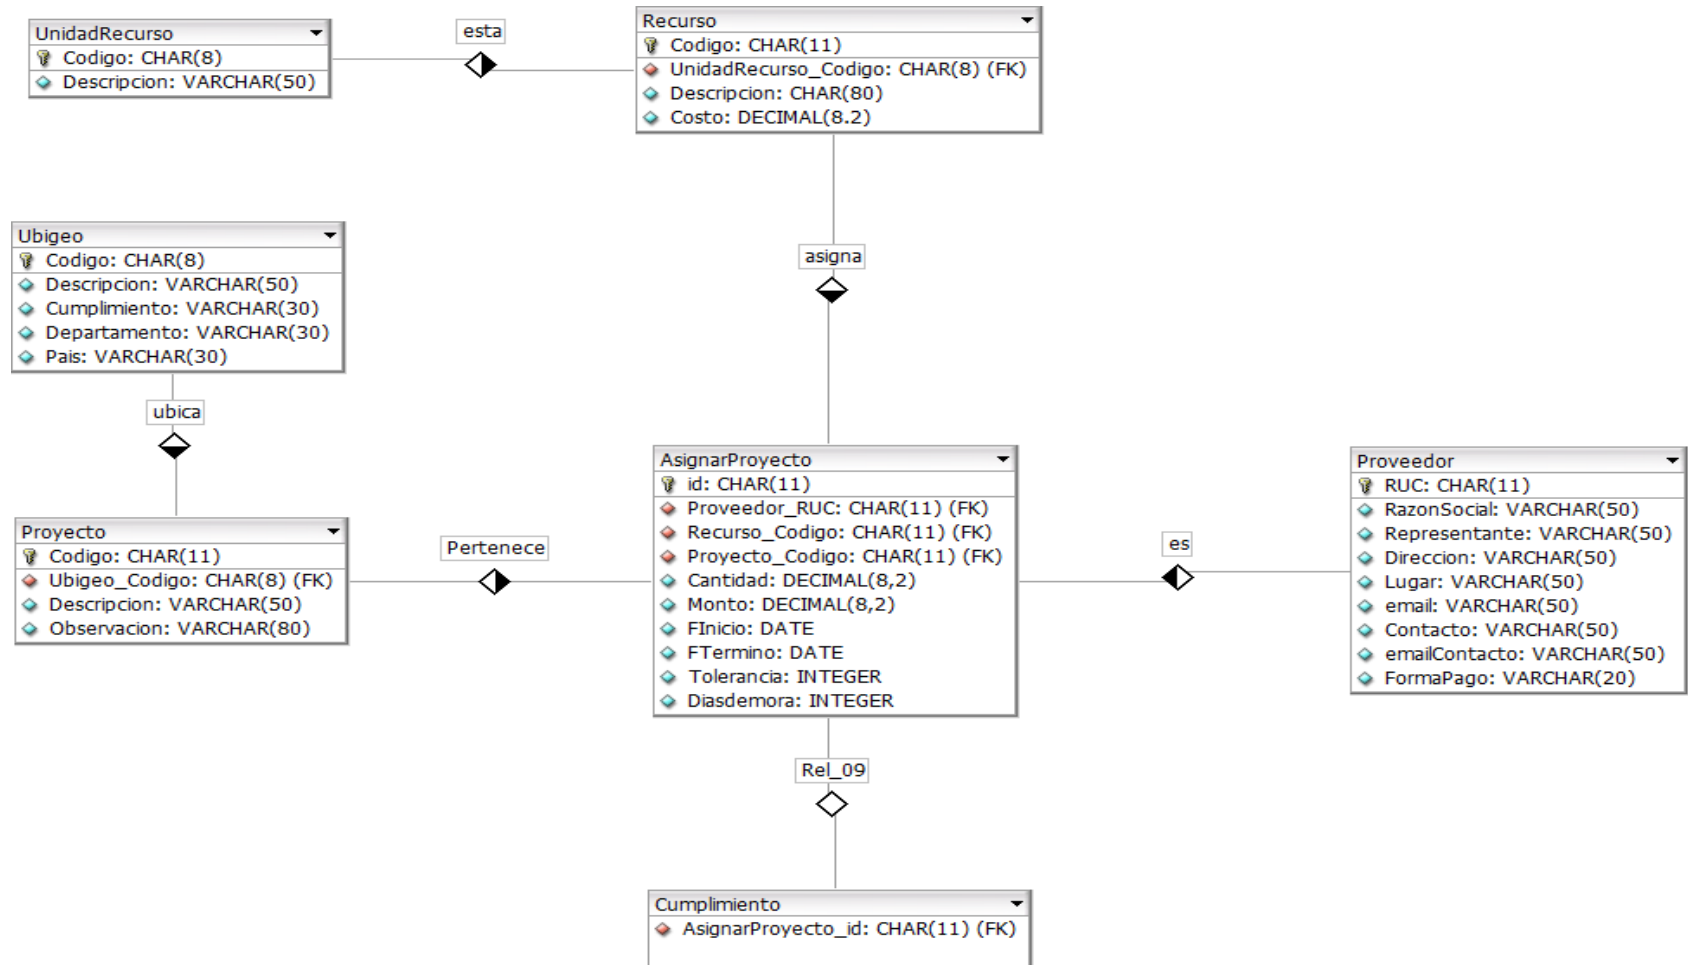 UnidadRecurso
Codigo: CHAR(8)
Descripcion: VARCHAR(50)
esta
Recurso
Codigo: CHAR(11)
UnidadRecurso_Codigo: CHAR(8) (FK)
Descripcion: CHAR(80)
Costo: DECIMAL(8.2)
asigna
Ubigeo
Codigo: CHAR(8)
Descripcion: VARCHAR(50)
Cumplimiento: VARCHAR(30)
Departamento: VARCHAR(30)
Pais: VARCHAR(30)
ubica
Proyecto
Codigo: CHAR(11)
Ubigeo_Codigo: CHAR(8) (FK)
Descripcion: VARCHAR(50)
Observacion: VARCHAR(80)
Pertenece
AsignarProyecto
id: CHAR(11)
Proveedor_RUC: CHAR(11) (FK)
Recurso_Codigo: CHAR(11) (FK)
Proyecto_Codigo: CHAR(11) (FK)
Cantidad: DECIMAL(8,2)
Monto: DECIMAL(8,2)
FInicio: DATE
FTermino: DATE
Tolerancia: INTEGER
Diasdemora: INTEGER
es
Proveedor
RUC: CHAR(11)
RazonSocial: VARCHAR(50)
Representante: VARCHAR(50)
Direccion: VARCHAR(50)
Lugar: VARCHAR(50)
email: VARCHAR(50)
Contacto: VARCHAR(50)
emailContacto: VARCHAR(50)
FormaPago: VARCHAR(20)
Rel_09
Cumplimiento
AsignarProyecto_id: CHAR(11) (FK)